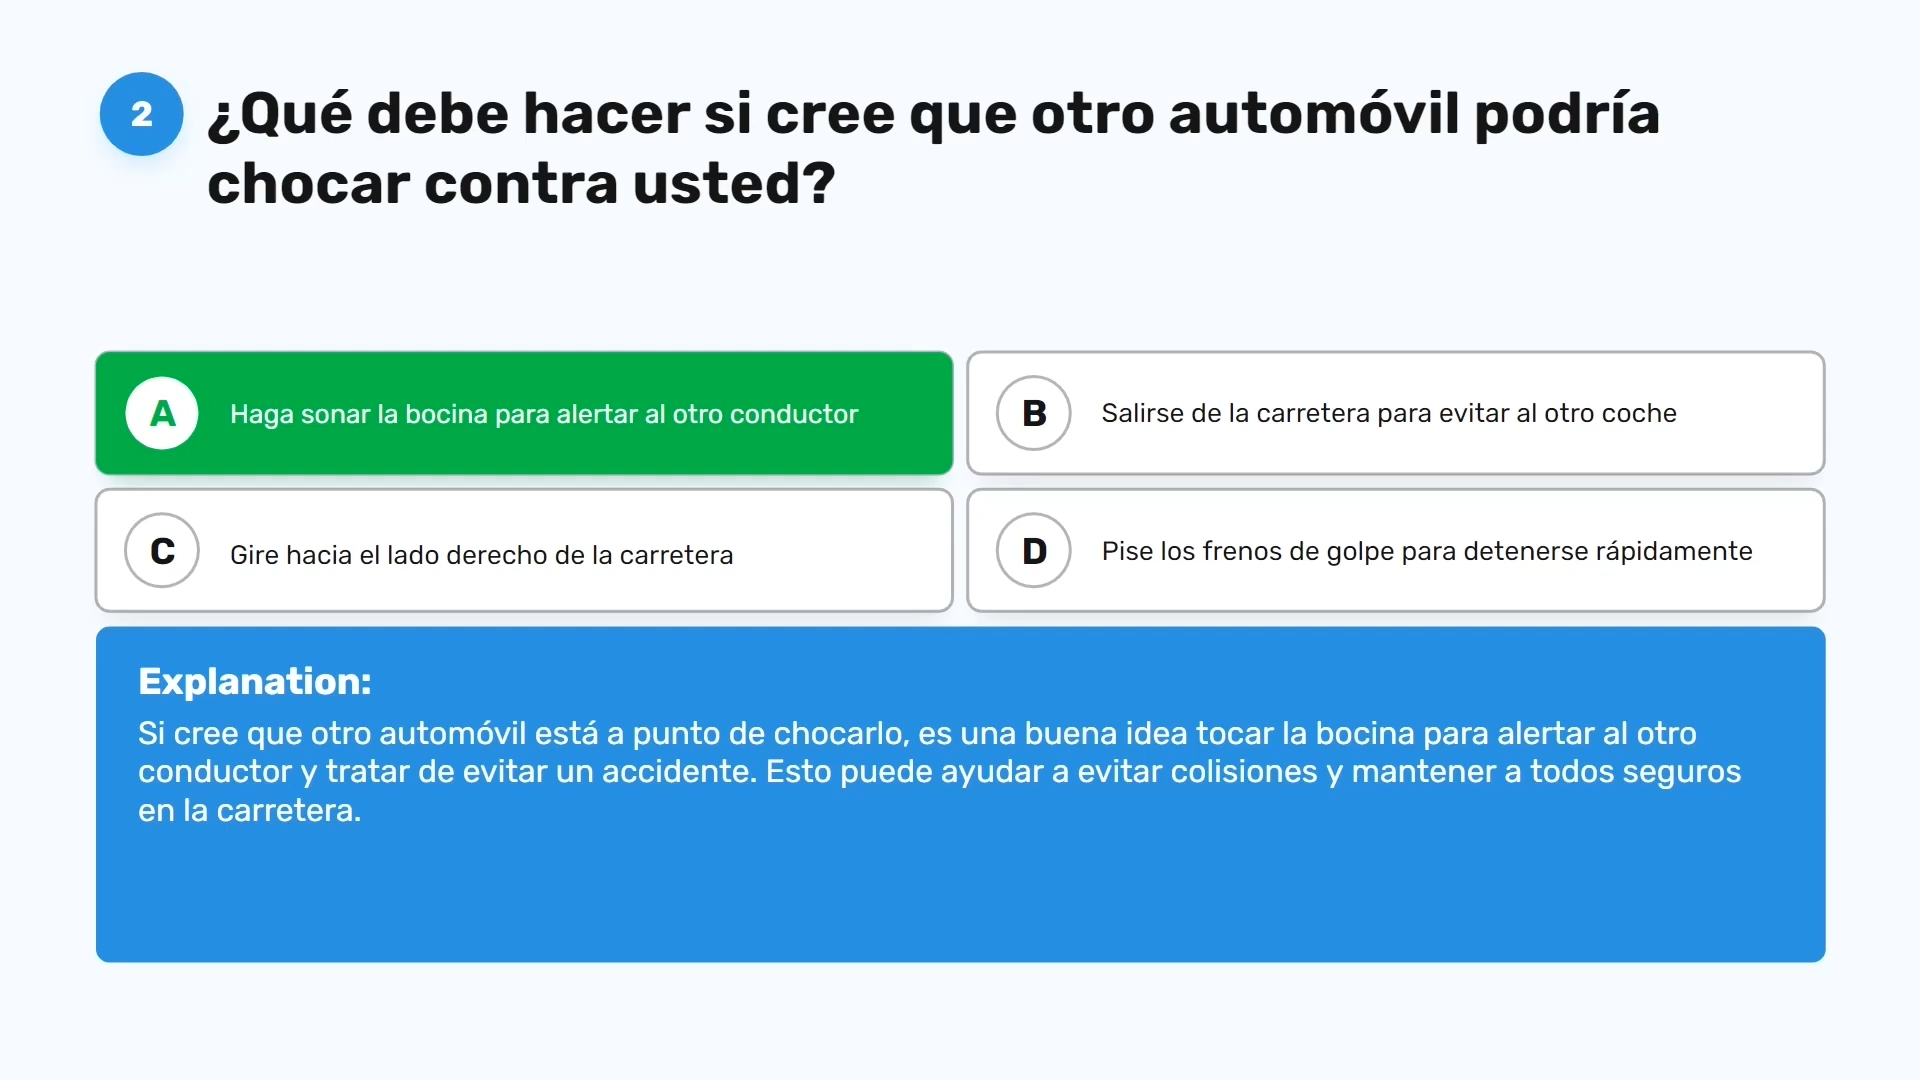 2
¿Qué debe hacer si cree que otro automóvil podría
chocar contra usted?
A
Haga sonar la bocina para alertar al otro conductor
B
Salirse de la carretera para evitar al otro coche
C
Gire hacia el lado derecho de la carretera
D
Pise los frenos de golpe para detenerse rápidamente
Explanation:
Si cree que otro automóvil está a punto de chocarlo, es una buena idea tocar la bocina para alertar al otro
conductor y tratar de evitar un accidente. Esto puede ayudar a evitar colisiones y mantener a todos seguros
en la carretera.